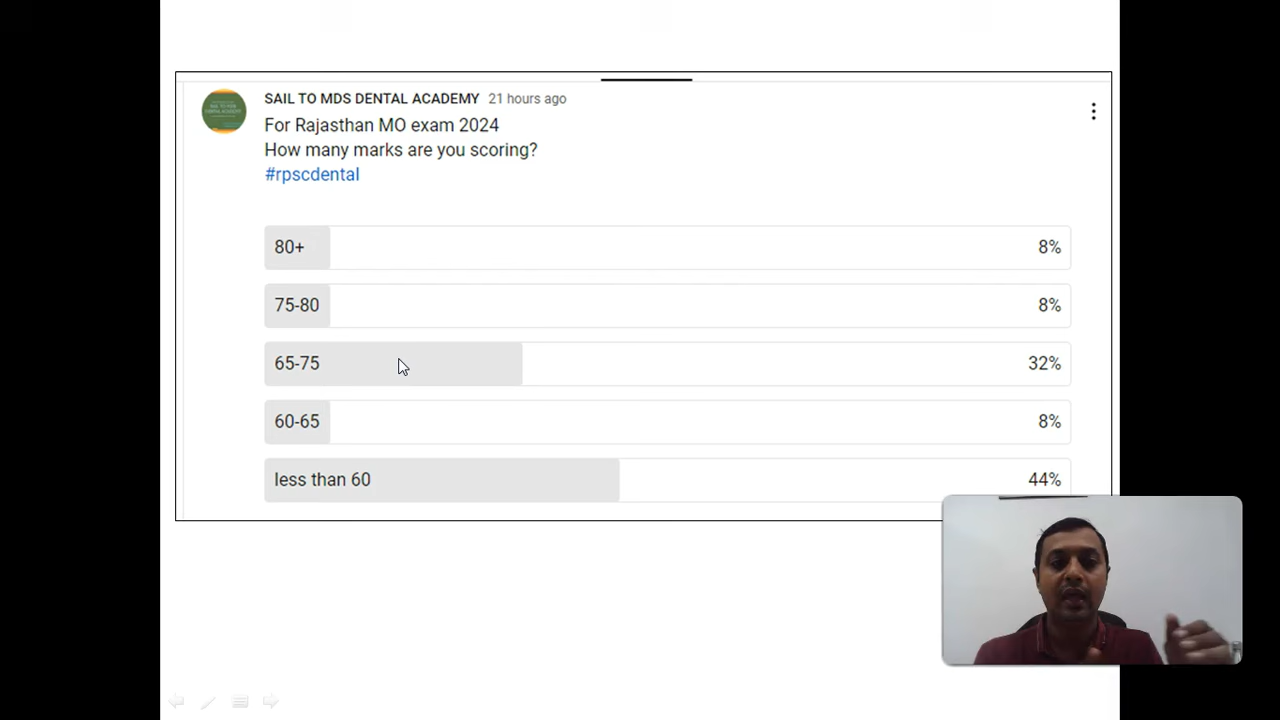 SAIL TO MDS DENTAL ACADEMY 21 hours ago
For Rajasthan MO exam 2024
How many marks are you scoring?
#rpscdental
80+ 8%
75-80 8%
65-75 32%
60-65 8%
less than 60 44%